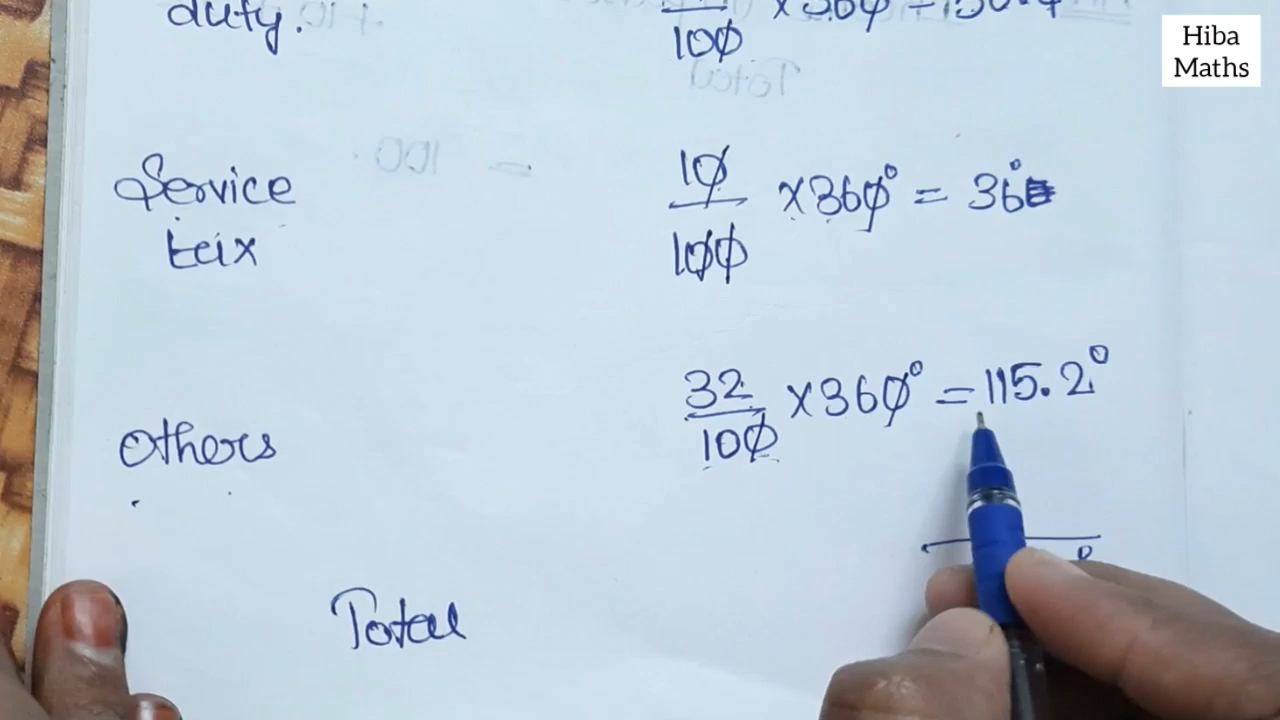 duty.
100
Hiba
Maths
Service
tax
10/100 ×360° = 36°
Others
32/100 ×360° = 115.2°
Total